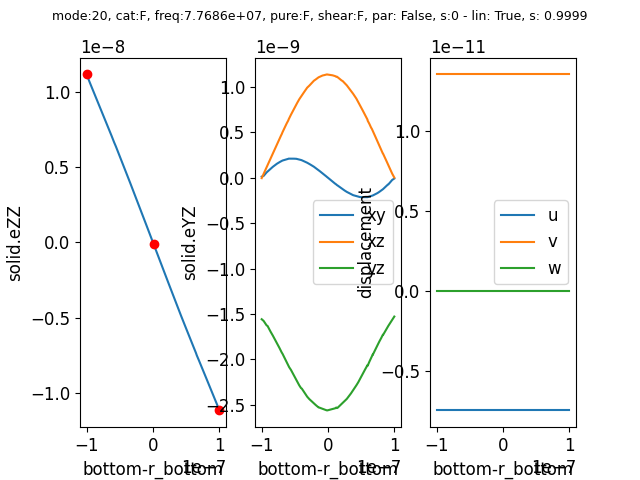 mode:20, cat:F, freq:7.7686e+07, pure:F, shear:F, par: False, s:0 - lin: True, s: 0.9999
1e−8
1.0
0.5
0.0
−0.5
−1.0
solid.eZZ
−1
0
1
bottom-r_bottom
1e−7
1e−9
1.0
0.5
0.0
−0.5
−1.0
−1.5
−2.0
−2.5
solid.eYZ
xy
xz
yz
−1
0
1
bottom-r_bottom
1e−7
1e−11
1.0
0.5
0.0
−0.5
displacement
u
v
w
−1
0
1
bottom-r_bottom
1e−7